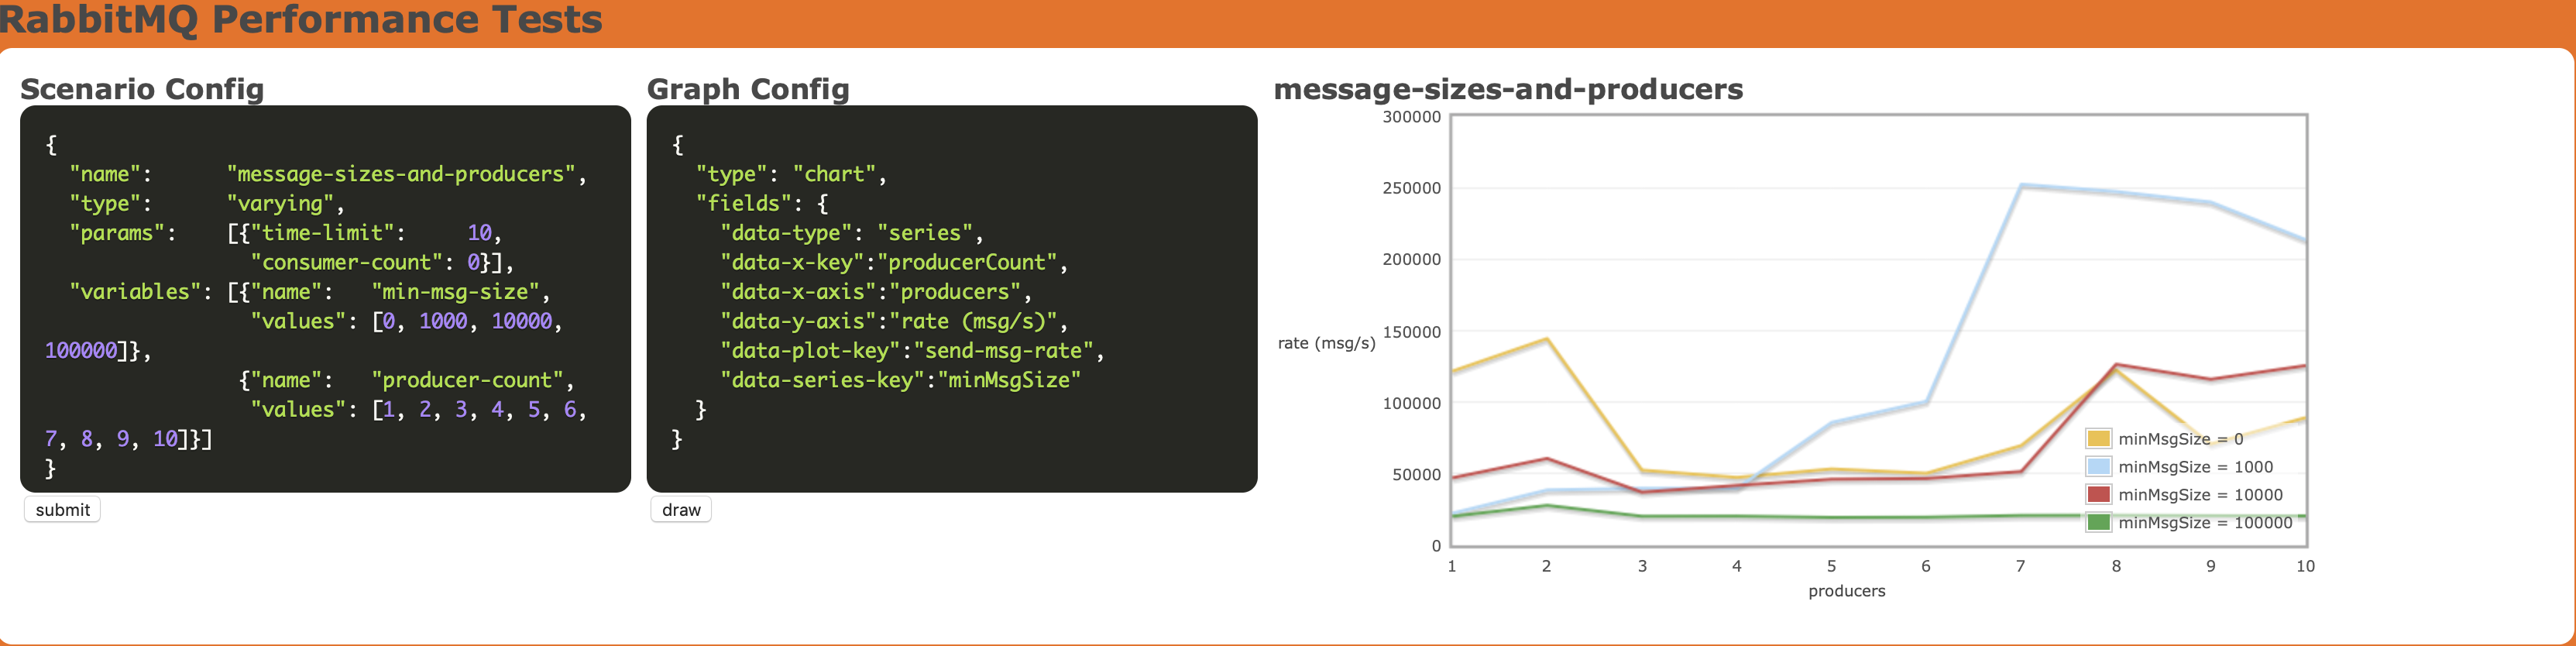 RabbitMQ Performance Tests
Scenario Config
{
  "name":      "message-sizes-and-producers",
  "type":      "varying",
  "params":    [{"time-limit":     10,
                 "consumer-count": 0}],
  "variables": [{"name":   "min-msg-size",
                 "values": [0, 1000, 10000,
100000]},
                {"name":   "producer-count",
                 "values": [1, 2, 3, 4, 5, 6,
7, 8, 9, 10]}]
}
submit
Graph Config
{
  "type": "chart",
  "fields": {
    "data-type": "series",
    "data-x-key":"producerCount",
    "data-x-axis":"producers",
    "data-y-axis":"rate (msg/s)",
    "data-plot-key":"send-msg-rate",
    "data-series-key":"minMsgSize"
  }
}
draw
message-sizes-and-producers
300000
250000
200000
150000
rate (msg/s)
100000
50000
0
minMsgSize = 0
minMsgSize = 1000
minMsgSize = 10000
minMsgSize = 100000
1 2 3 4 5 6 7 8 9 10
producers